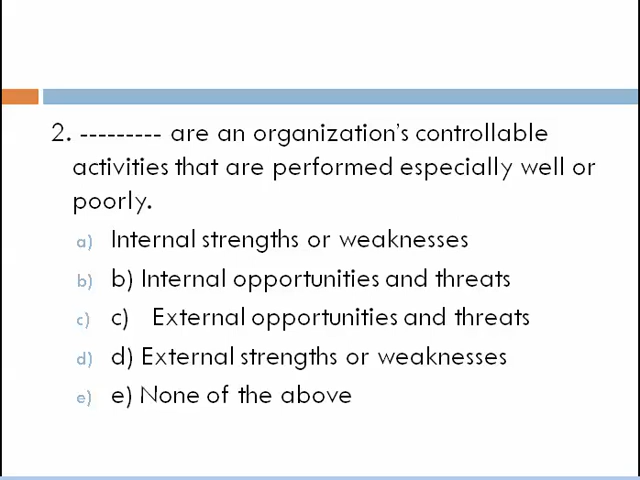 2. --------- are an organization's controllable
activities that are performed especially well or
poorly.
a) Internal strengths or weaknesses
b) b) Internal opportunities and threats
c) c) External opportunities and threats
d) d) External strengths or weaknesses
e) e) None of the above